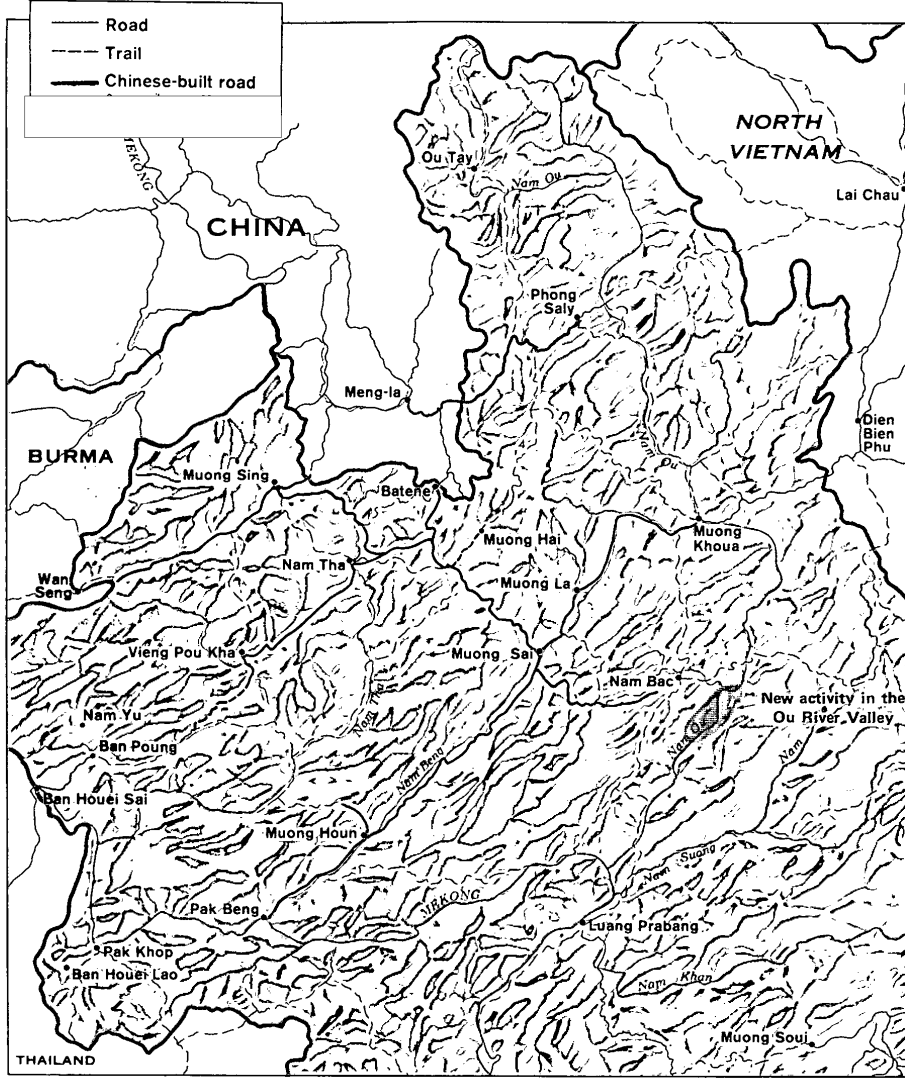 Road
Trail
Chinese-built road
MEKONG
CHINA
NORTH
VIETNAM
Lai Chau
Ou Tay
Nam Ou
Phong
Saly
Meng-la
Dien
Bien
Phu
BURMA
Muong Sing
Batene
Nam Ou
Muong Hai
Muong
Khoua
Nam Tha
Muong La
Wan
Seng
Vieng Pou Kha
Muong Sai
Nam Bac
Nam Tha
New activity in the
Ou River Valley
Nam Yu
Nam Ou
Nam
Ban Poung
Nam Beng
Ban Houei Sai
Muong Houn
Nam Suong
Pak Beng
MEKONG
Luang Prabang
Pak Khop
Ban Houei Lao
Nam Khan
Muong Soui
THAILAND